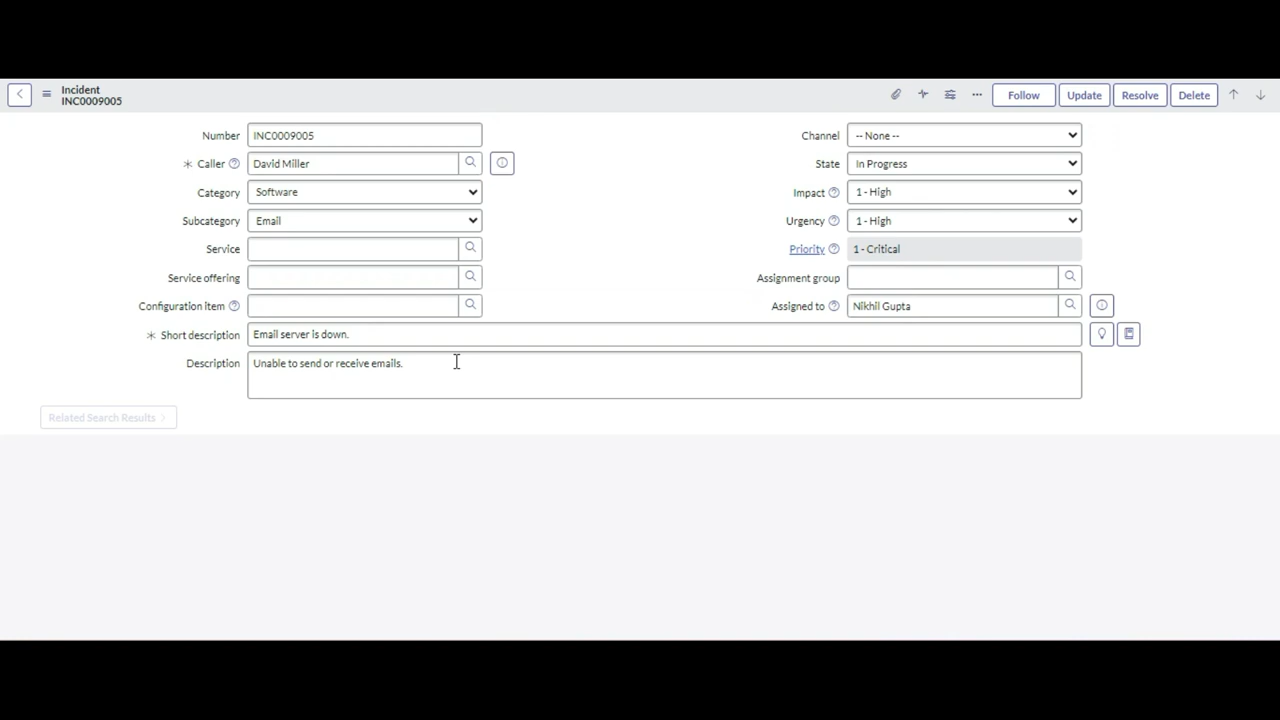 Incident
INC0009005
Follow
Update
Resolve
Delete
Number INC0009005
Channel -- None --
Caller David Miller
State In Progress
Category Software
Impact 1 - High
Subcategory Email
Urgency 1 - High
Service
Priority 1 - Critical
Service offering
Assignment group
Configuration item
Assigned to Nikhil Gupta
Short description Email server is down.
Description Unable to send or receive emails.
Related Search Results